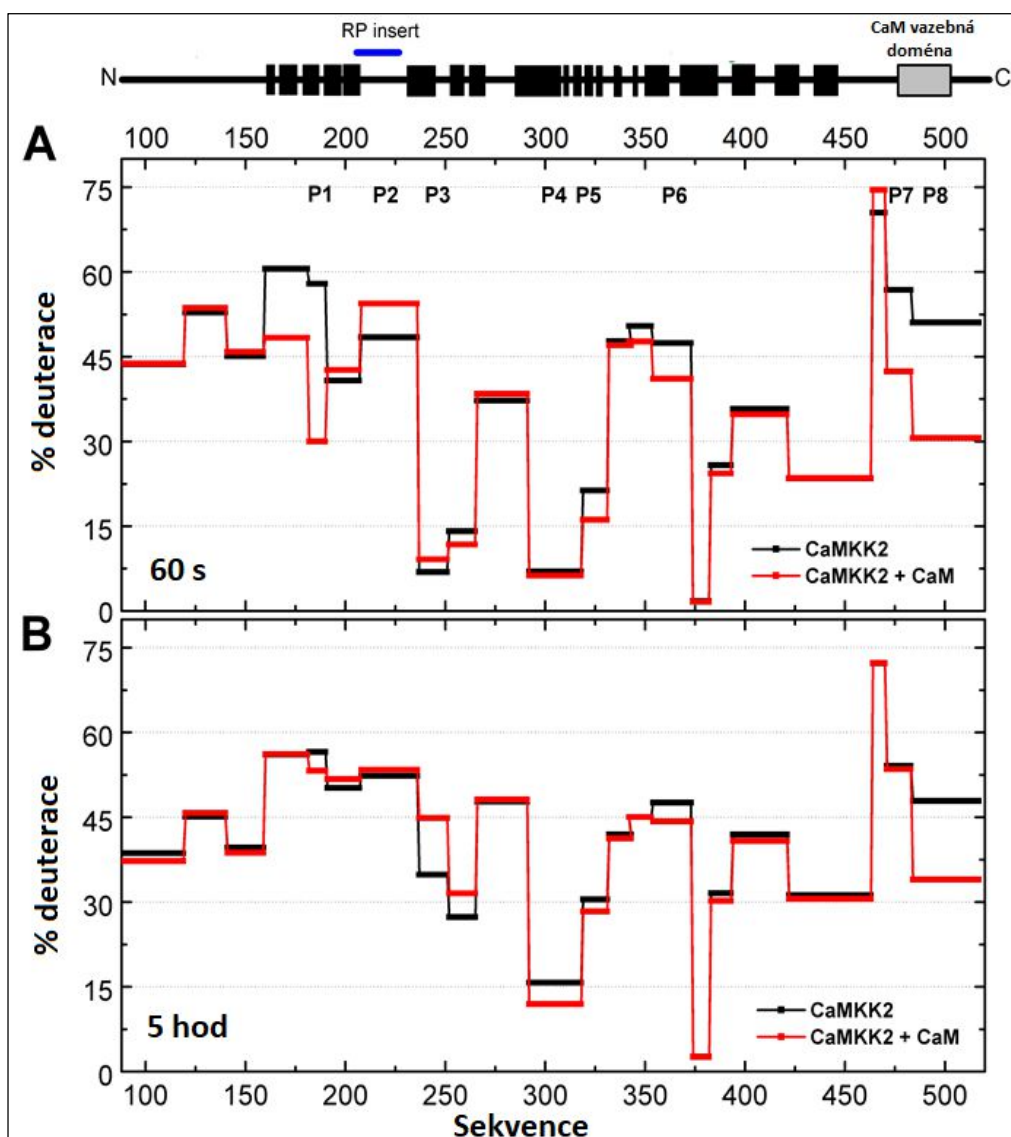 RP insert
CaM vazebná
doména
N
C
A
100 150 200 250 300 350 400 450 500
75
P1 P2 P3 P4 P5 P6 P7 P8
60
45
30
15
0
% deuterace
60 s
CaMKK2
CaMKK2 + CaM
B
75
60
45
30
15
0
% deuterace
5 hod
CaMKK2
CaMKK2 + CaM
100 150 200 250 300 350 400 450 500
Sekvence